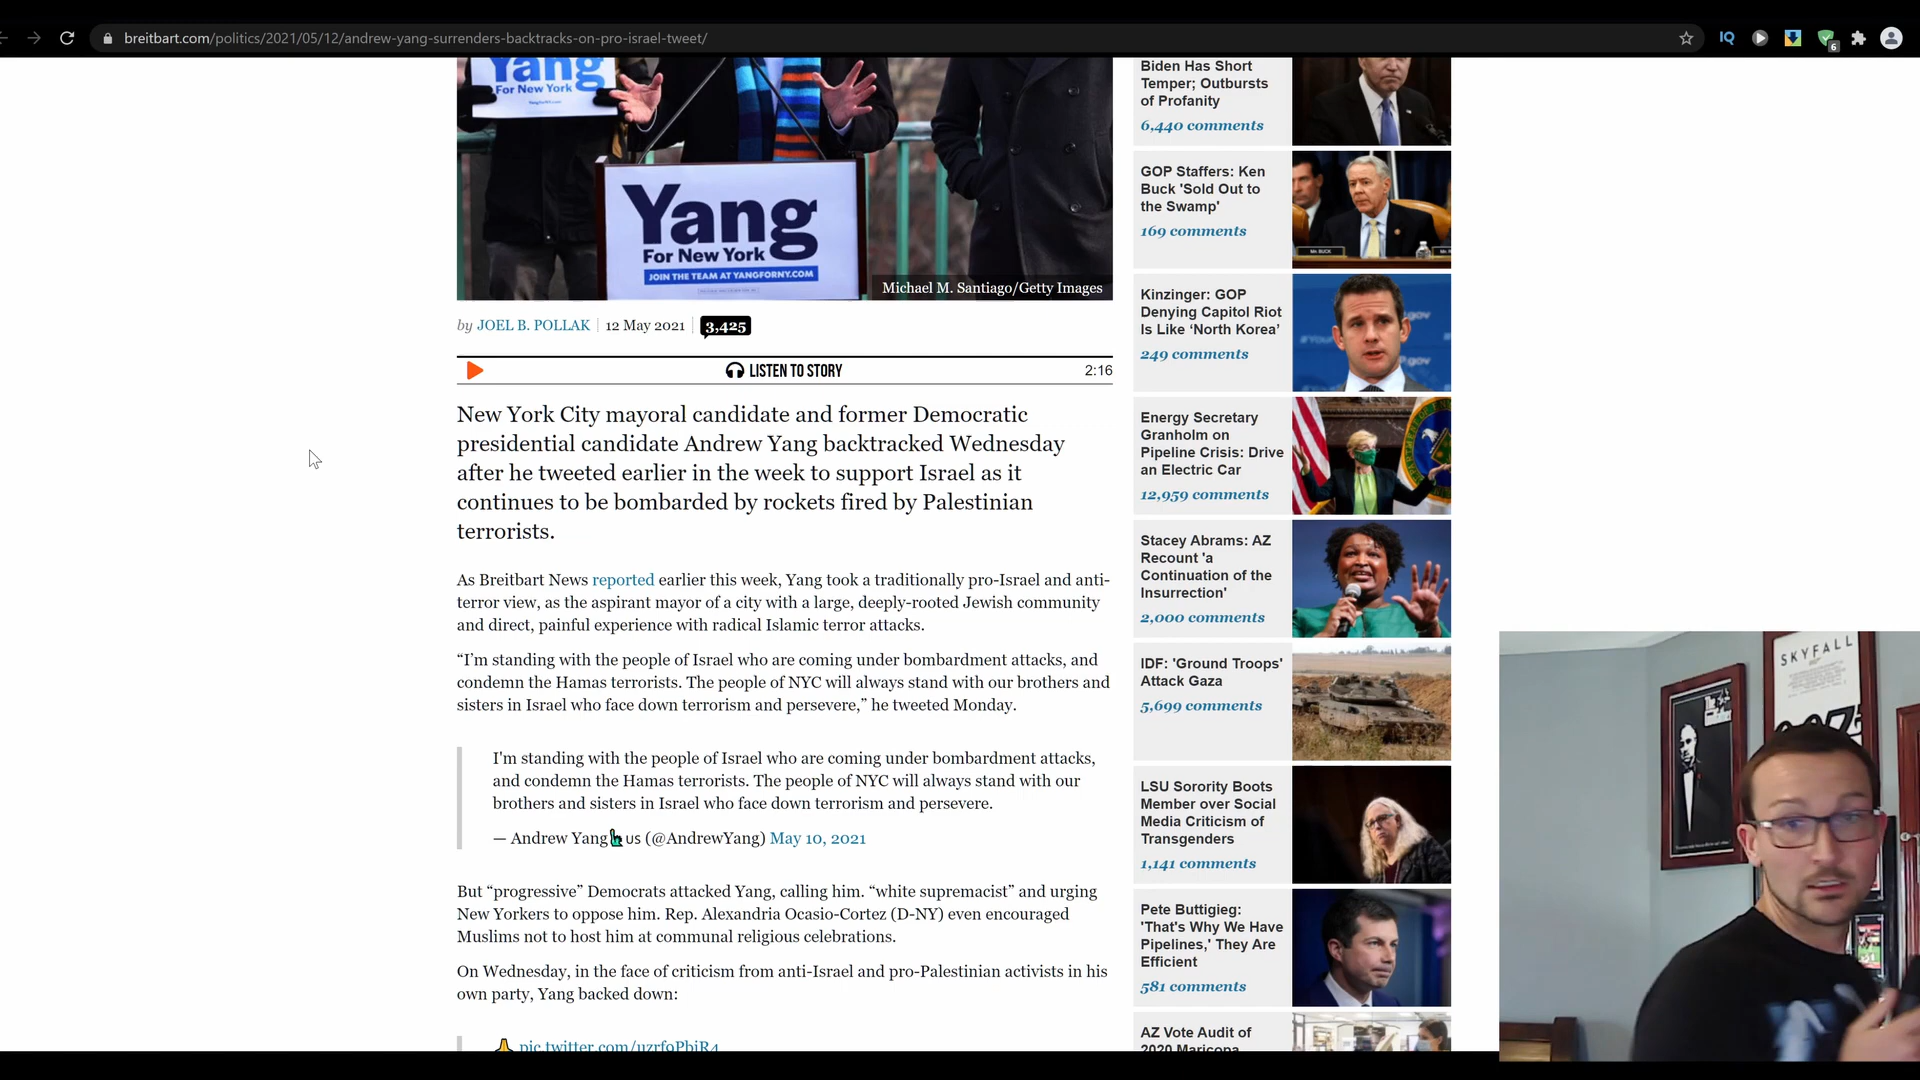 breitbart.com/politics/2021/05/12/andrew-yang-surrenders-backtracks-on-pro-israel-tweet/
IQ
6
Yang
For New York
Yang
For New York
JOIN THE TEAM AT YANGFORNY.COM
Michael M. Santiago/Getty Images
by JOEL B. POLLAK
12 May 2021
3,425
LISTEN TO STORY
2:16
New York City mayoral candidate and former Democratic
presidential candidate Andrew Yang backtracked Wednesday
after he tweeted earlier in the week to support Israel as it
continues to be bombarded by rockets fired by Palestinian
terrorists.
As Breitbart News reported earlier this week, Yang took a traditionally pro-Israel and anti-
terror view, as the aspirant mayor of a city with a large, deeply-rooted Jewish community
and direct, painful experience with radical Islamic terror attacks.
“I’m standing with the people of Israel who are coming under bombardment attacks, and
condemn the Hamas terrorists. The people of NYC will always stand with our brothers and
sisters in Israel who face down terrorism and persevere,” he tweeted Monday.
I'm standing with the people of Israel who are coming under bombardment attacks,
and condemn the Hamas terrorists. The people of NYC will always stand with our
brothers and sisters in Israel who face down terrorism and persevere.
— Andrew Yang us (@AndrewYang) May 10, 2021
But “progressive” Democrats attacked Yang, calling him. “white supremacist” and urging
New Yorkers to oppose him. Rep. Alexandria Ocasio-Cortez (D-NY) even encouraged
Muslims not to host him at communal religious celebrations.
On Wednesday, in the face of criticism from anti-Israel and pro-Palestinian activists in his
own party, Yang backed down:
pic.twitter.com/uzrf9PbiR4
Biden Has Short
Temper; Outbursts
of Profanity
6,440 comments
GOP Staffers: Ken
Buck 'Sold Out to
the Swamp'
169 comments
Kinzinger: GOP
Denying Capitol Riot
Is Like ‘North Korea’
249 comments
Energy Secretary
Granholm on
Pipeline Crisis: Drive
an Electric Car
12,959 comments
Stacey Abrams: AZ
Recount 'a
Continuation of the
Insurrection'
2,000 comments
IDF: 'Ground Troops'
Attack Gaza
5,699 comments
LSU Sorority Boots
Member over Social
Media Criticism of
Transgenders
1,141 comments
Pete Buttigieg:
'That's Why We Have
Pipelines,' They Are
Efficient
581 comments
AZ Vote Audit of
2020 Maricopa
SKYFALL
007